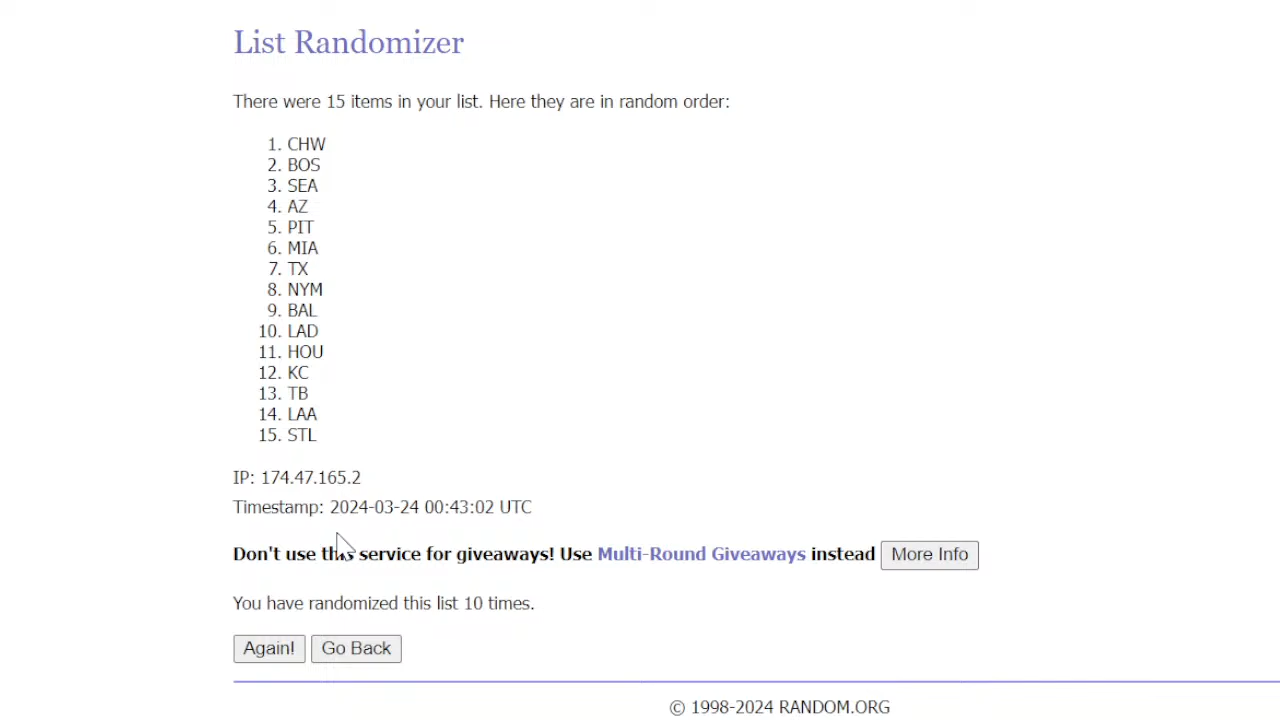 List Randomizer
There were 15 items in your list. Here they are in random order:
1. CHW
2. BOS
3. SEA
4. AZ
5. PIT
6. MIA
7. TX
8. NYM
9. BAL
10. LAD
11. HOU
12. KC
13. TB
14. LAA
15. STL
IP: 174.47.165.2
Timestamp: 2024-03-24 00:43:02 UTC
Don't use this service for giveaways! Use Multi-Round Giveaways instead More Info
You have randomized this list 10 times.
Again! Go Back
© 1998-2024 RANDOM.ORG